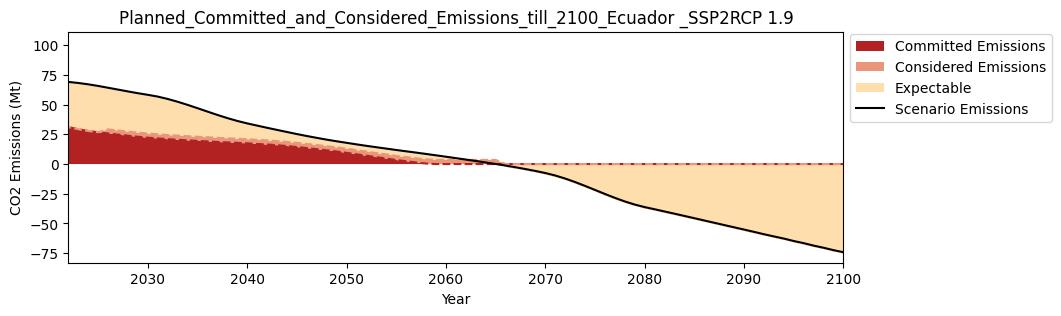 Planned_Committed_and_Considered_Emissions_till_2100_Ecuador _SSP2RCP 1.9
CO2 Emissions (Mt)
100
75
50
25
0
−25
−50
−75
2030
2040
2050
2060
2070
2080
2090
2100
Year
Committed Emissions
Considered Emissions
Expectable
Scenario Emissions